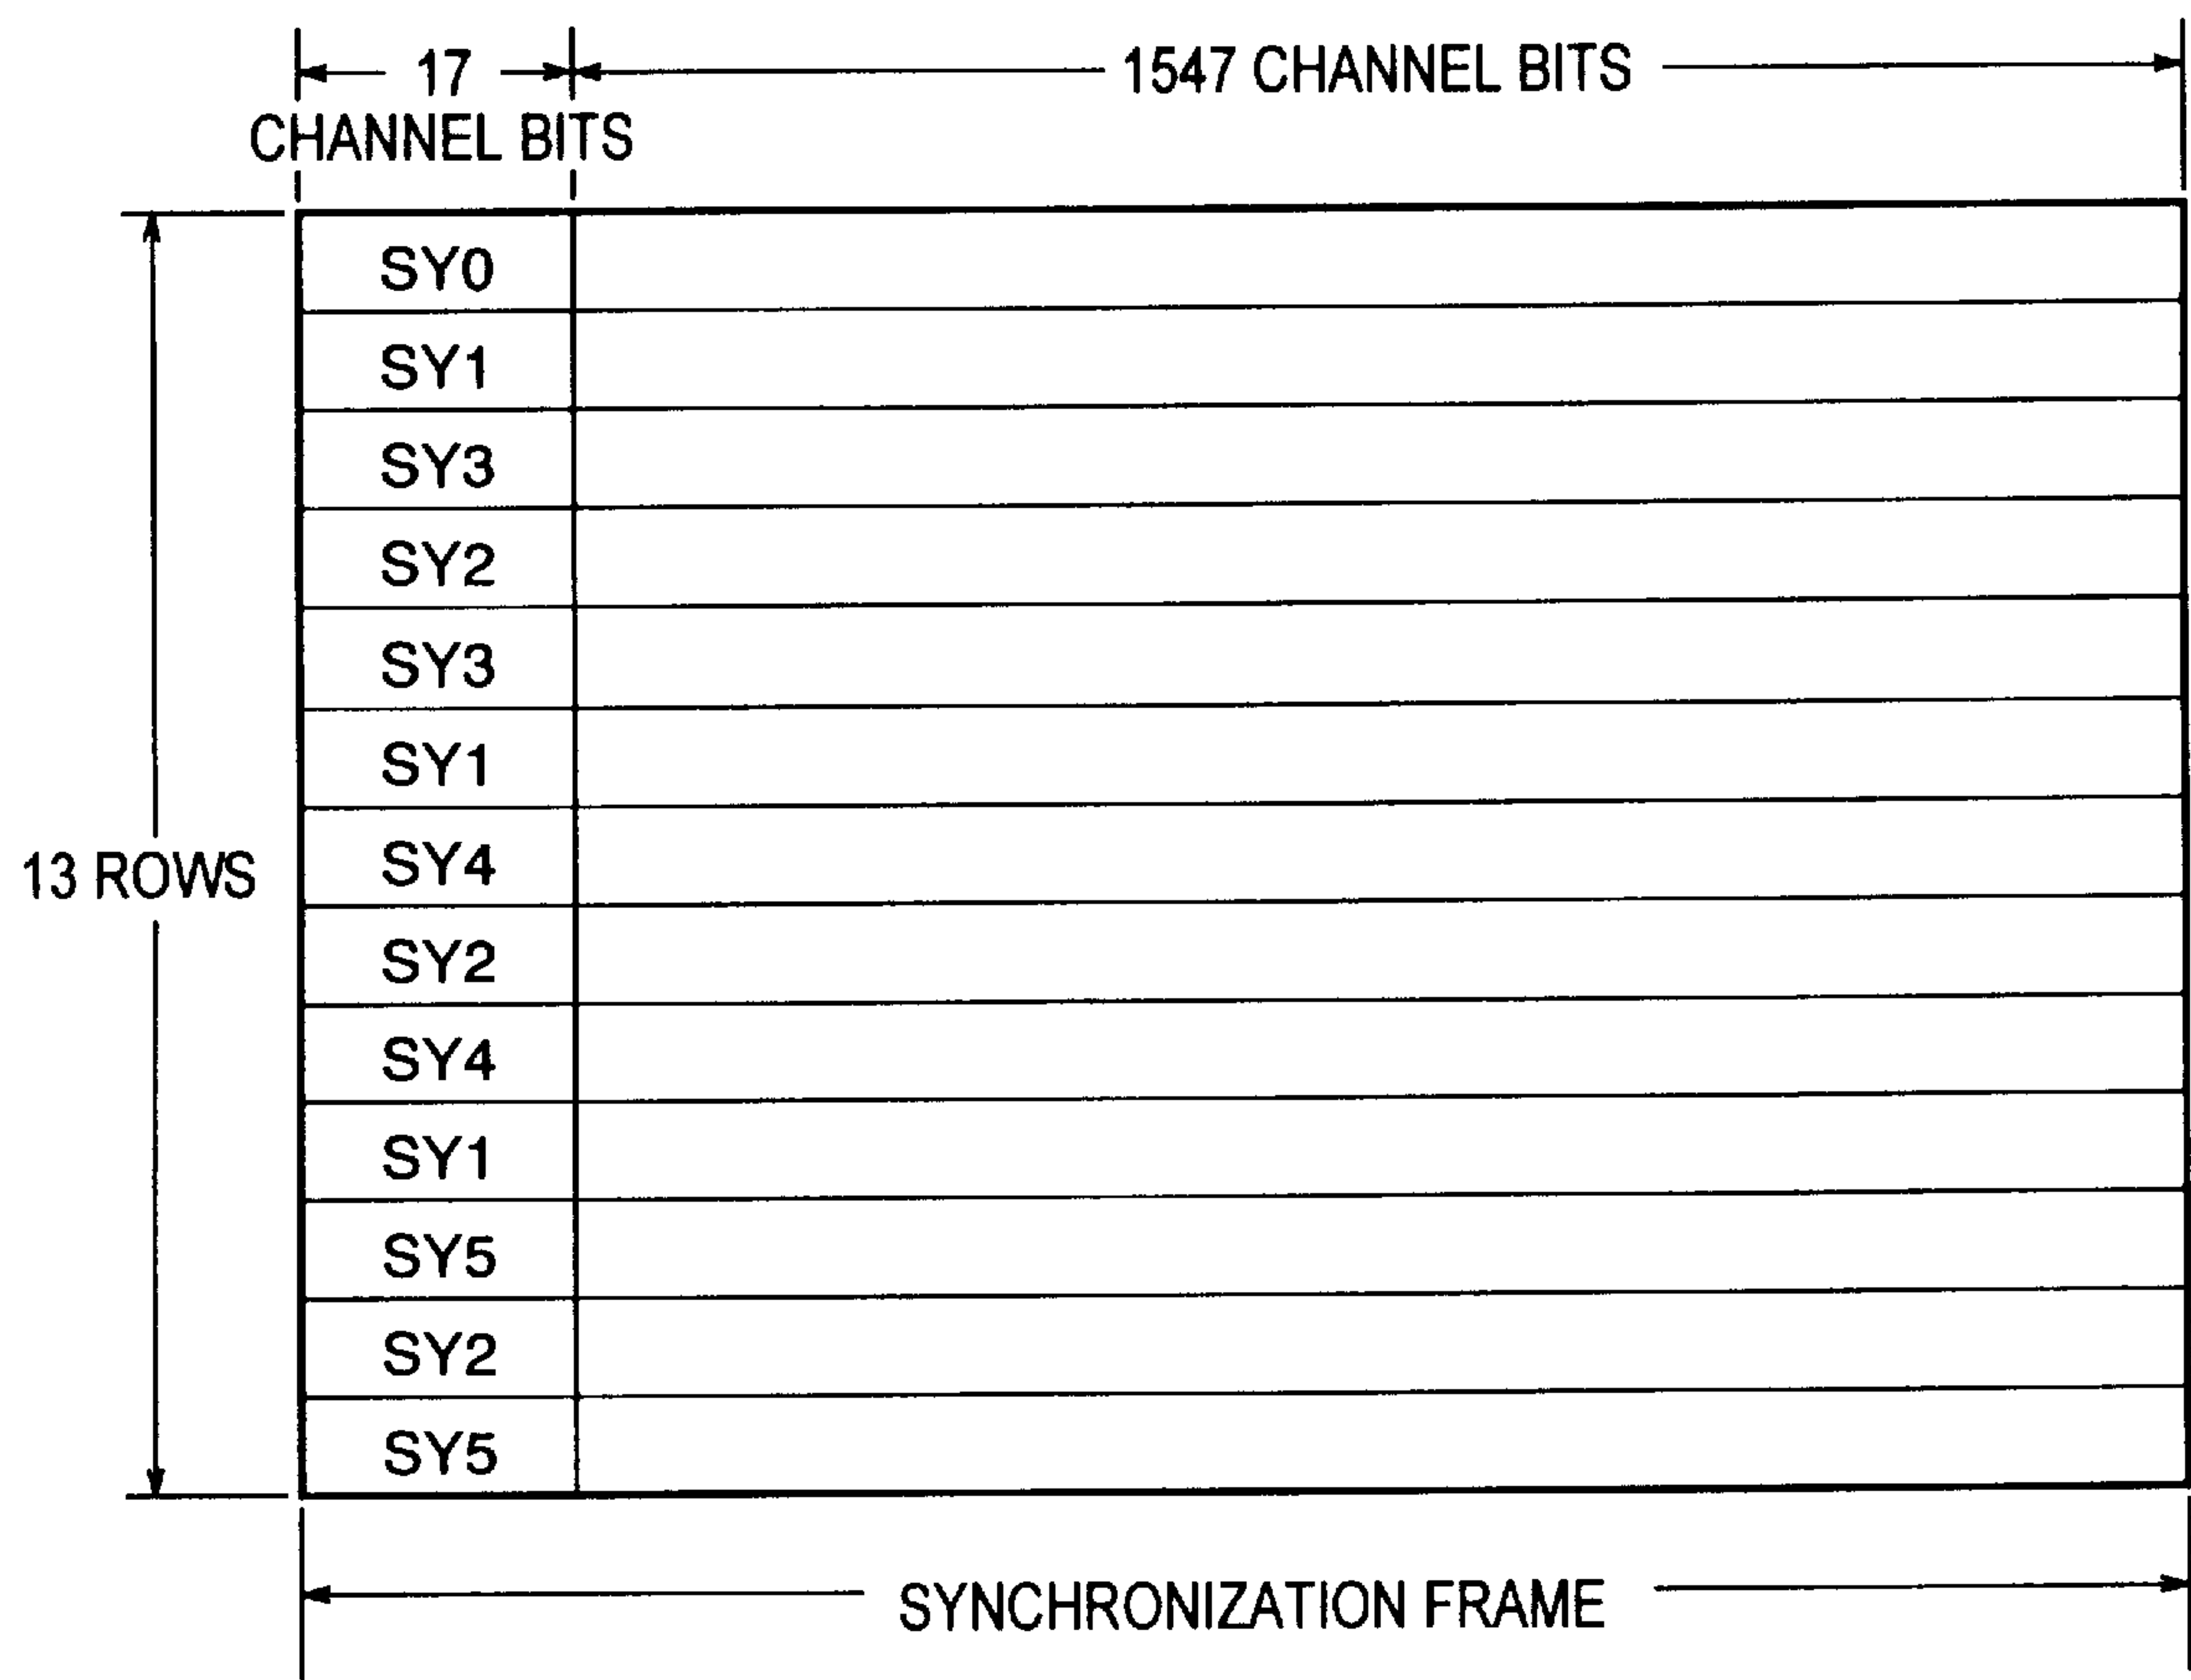 17
CHANNEL BITS
1547 CHANNEL BITS
SY0
SY1
SY3
SY2
SY3
SY1
SY4
13 ROWS
SY2
SY4
SY1
SY5
SY2
SY5
SYNCHRONIZATION FRAME